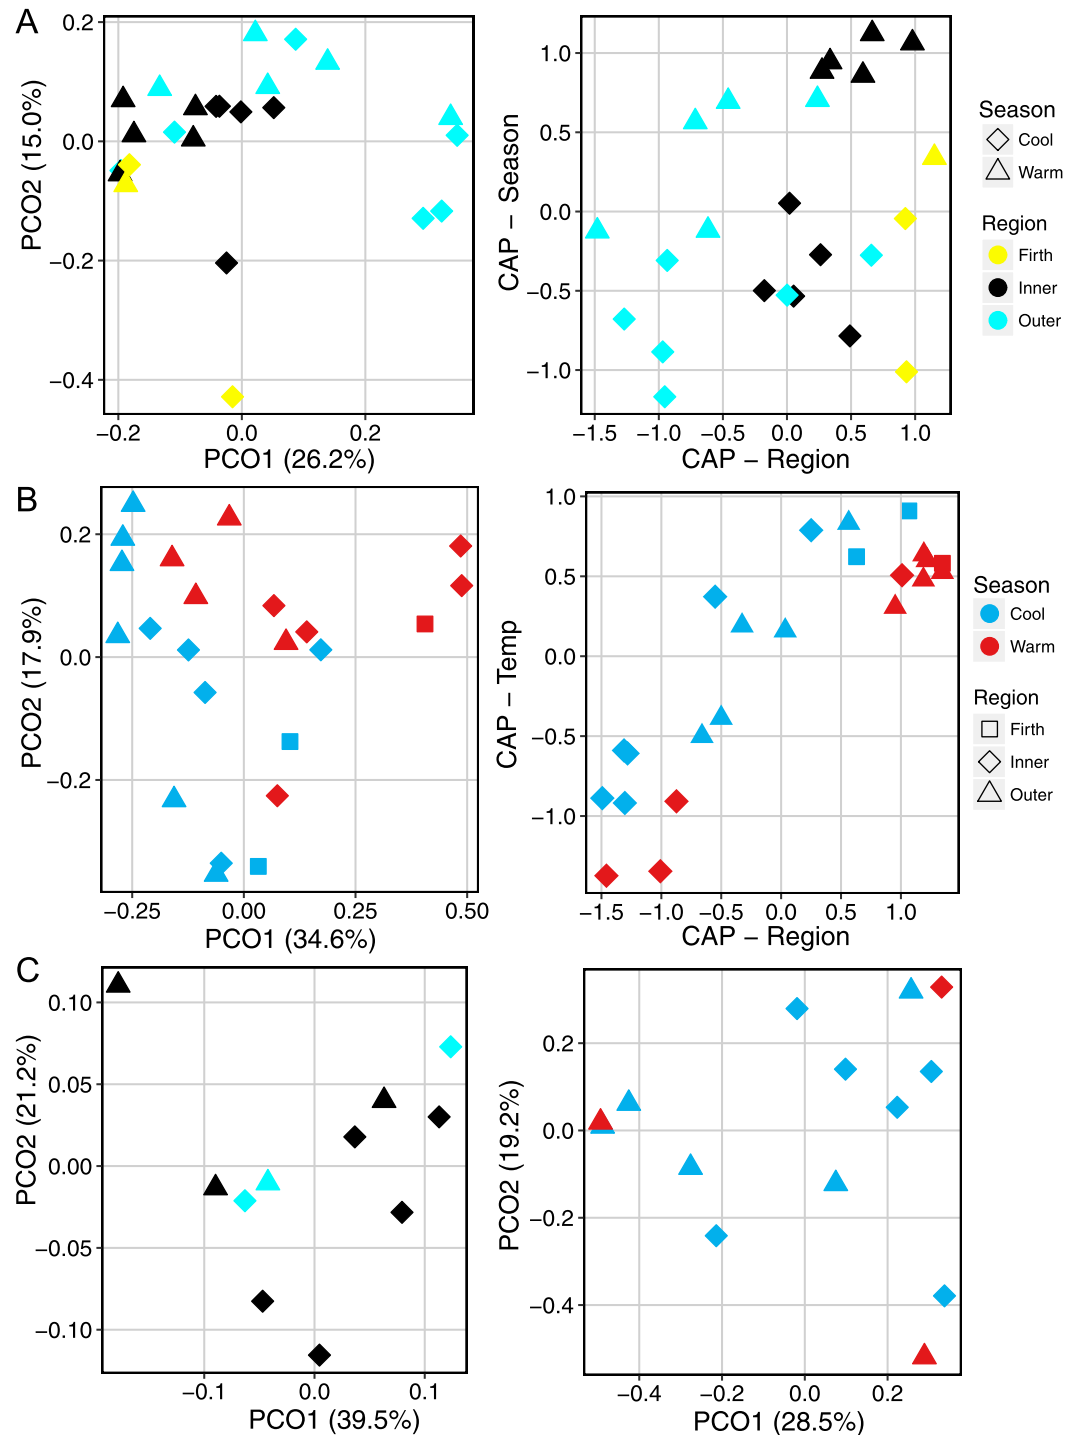 A
0.2
0.0
−0.2
−0.4
PCO2 (15.0%)
−0.2 0.0 0.2
PCO1 (26.2%)
1.0
0.5
0.0
−0.5
−1.0
CAP − Season
−1.5 −1.0 −0.5 0.0 0.5 1.0
CAP − Region
Season
Cool
Warm
Region
Firth
Inner
Outer
B
0.2
0.0
−0.2
PCO2 (17.9%)
−0.25 0.00 0.25 0.50
PCO1 (34.6%)
1.0
0.5
0.0
−0.5
−1.0
CAP − Temp
−1.5 −1.0 −0.5 0.0 0.5 1.0
CAP − Region
Season
Cool
Warm
Region
Firth
Inner
Outer
C
0.10
0.05
0.00
−0.05
−0.10
PCO2 (21.2%)
−0.1 0.0 0.1
PCO1 (39.5%)
0.2
0.0
−0.2
−0.4
PCO2 (19.2%)
−0.4 −0.2 0.0 0.2
PCO1 (28.5%)